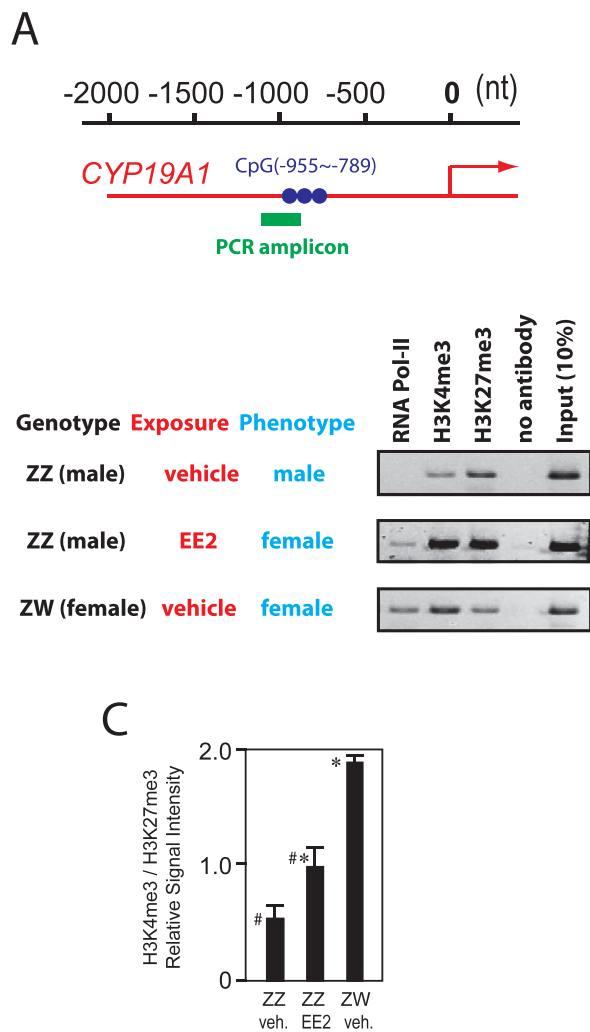 A
-2000 -1500 -1000 -500 0 (nt)
CYP19A1
CpG(-955~-789)
PCR amplicon
RNA Pol-II
H3K4me3
H3K27me3
no antibody
Input (10%)
Genotype Exposure Phenotype
ZZ (male) vehicle male
ZZ (male) EE2 female
ZW (female) vehicle female
C
H3K4me3 / H3K27me3
Relative Signal Intensity
2.0
1.0
0
#
#*
*
ZZ ZZ ZW
veh. EE2 veh.